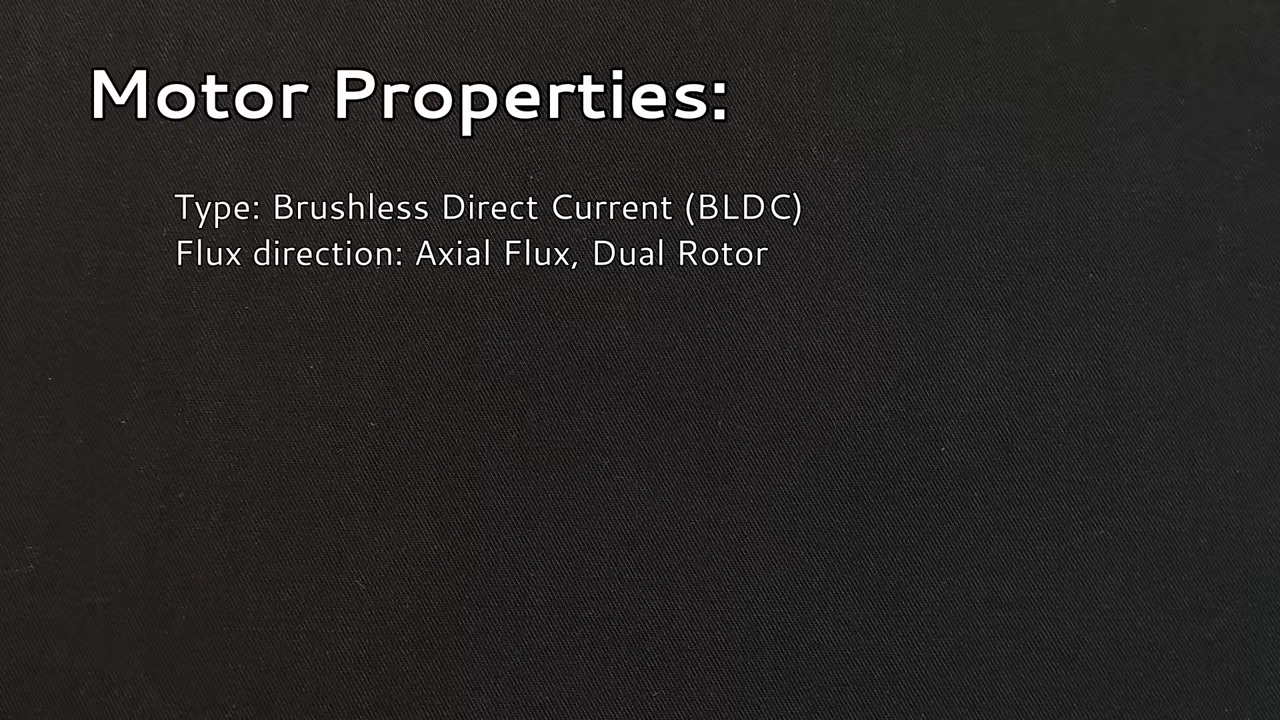 Motor Properties:
Type: Brushless Direct Current (BLDC)
Flux direction: Axial Flux, Dual Rotor